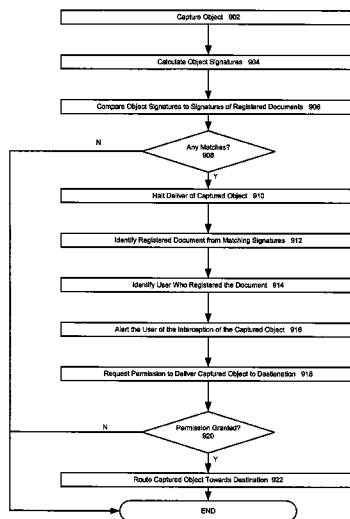 Capture Object 902
Calculate Object Signatures 904
Compare Object Signatures to Signatures of Registered Documents 906
N
Any Matches?
908
Y
Halt Deliver of Captured Object 910
Identify Registered Document from Matching Signatures 912
Identify User Who Registered the Document 914
Alert the User of the Interception of the Captured Object 916
Request Permission to Deliver Captured Object to Destination 918
N
Permission Granted?
920
Y
Route Captured Object Towards Destination 922
END